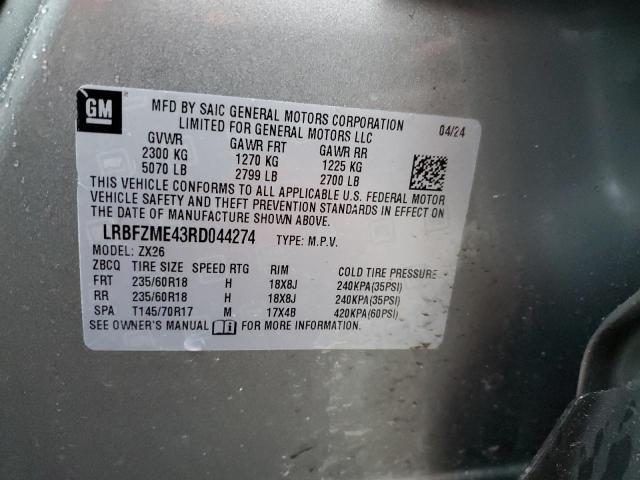 GM
MFD BY SAIC GENERAL MOTORS CORPORATION
LIMITED FOR GENERAL MOTORS LLC
04/24
GVWR GAWR FRT GAWR RR
2300 KG 1270 KG 1225 KG
5070 LB 2799 LB 2700 LB
THIS VEHICLE CONFORMS TO ALL APPLICABLE U.S. FEDERAL MOTOR
VEHICLE SAFETY AND THEFT PREVENTION STANDARDS IN EFFECT ON
THE DATE OF MANUFACTURE SHOWN ABOVE.
LRBFZME43RD044274 TYPE: M.P.V.
MODEL: ZX26
ZBCQ TIRE SIZE SPEED RTG RIM COLD TIRE PRESSURE
FRT 235/60R18 H 18X8J 240KPA(35PSI)
RR 235/60R18 H 18X8J 240KPA(35PSI)
SPA T145/70R17 M 17X4B 420KPA(60PSI)
SEE OWNER'S MANUAL FOR MORE INFORMATION.